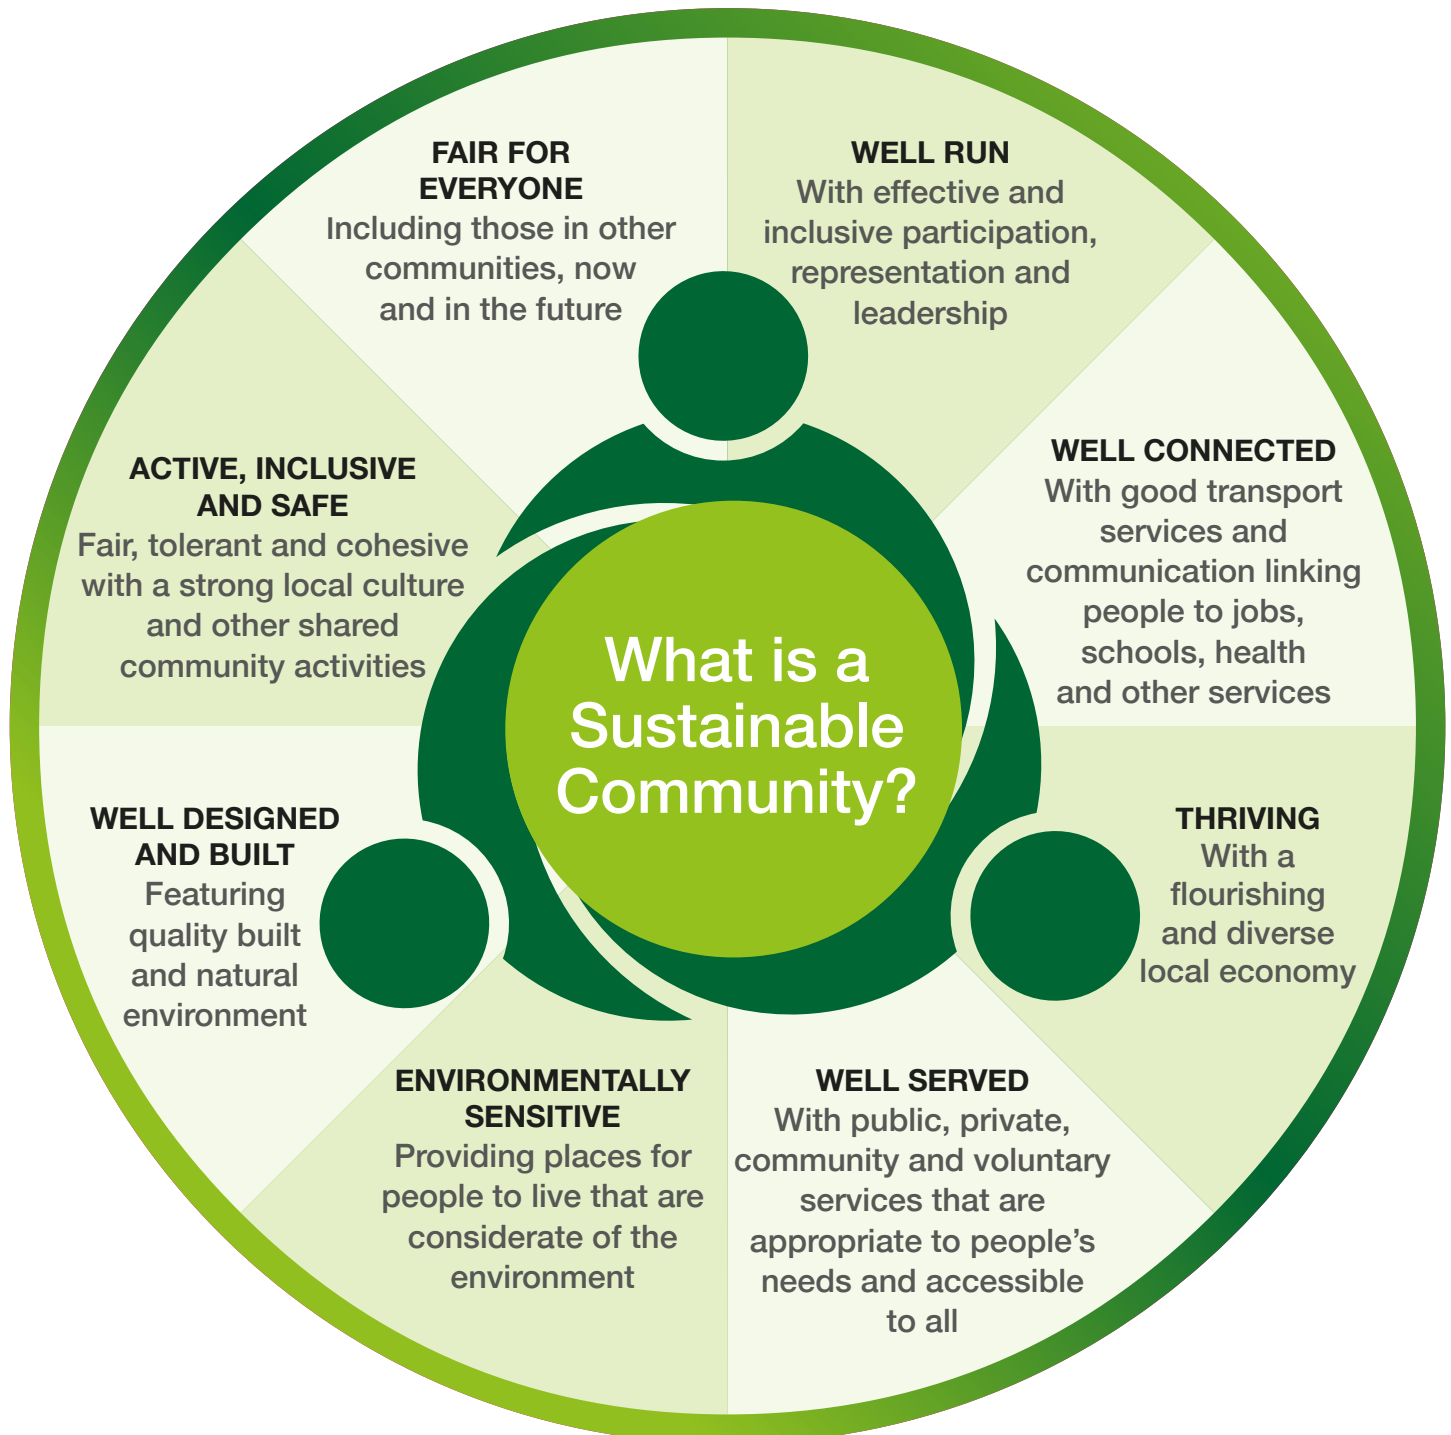 What is a
Sustainable
Community?
FAIR FOR
EVERYONE
Including those in other
communities, now
and in the future
WELL RUN
With effective and
inclusive participation,
representation and
leadership
WELL CONNECTED
With good transport
services and
communication linking
people to jobs,
schools, health
and other services
THRIVING
With a
flourishing
and diverse
local economy
WELL SERVED
With public, private,
community and voluntary
services that are
appropriate to people’s
needs and accessible
to all
ENVIRONMENTALLY
SENSITIVE
Providing places for
people to live that are
considerate of the
environment
WELL DESIGNED
AND BUILT
Featuring
quality built
and natural
environment
ACTIVE, INCLUSIVE
AND SAFE
Fair, tolerant and cohesive
with a strong local culture
and other shared
community activities